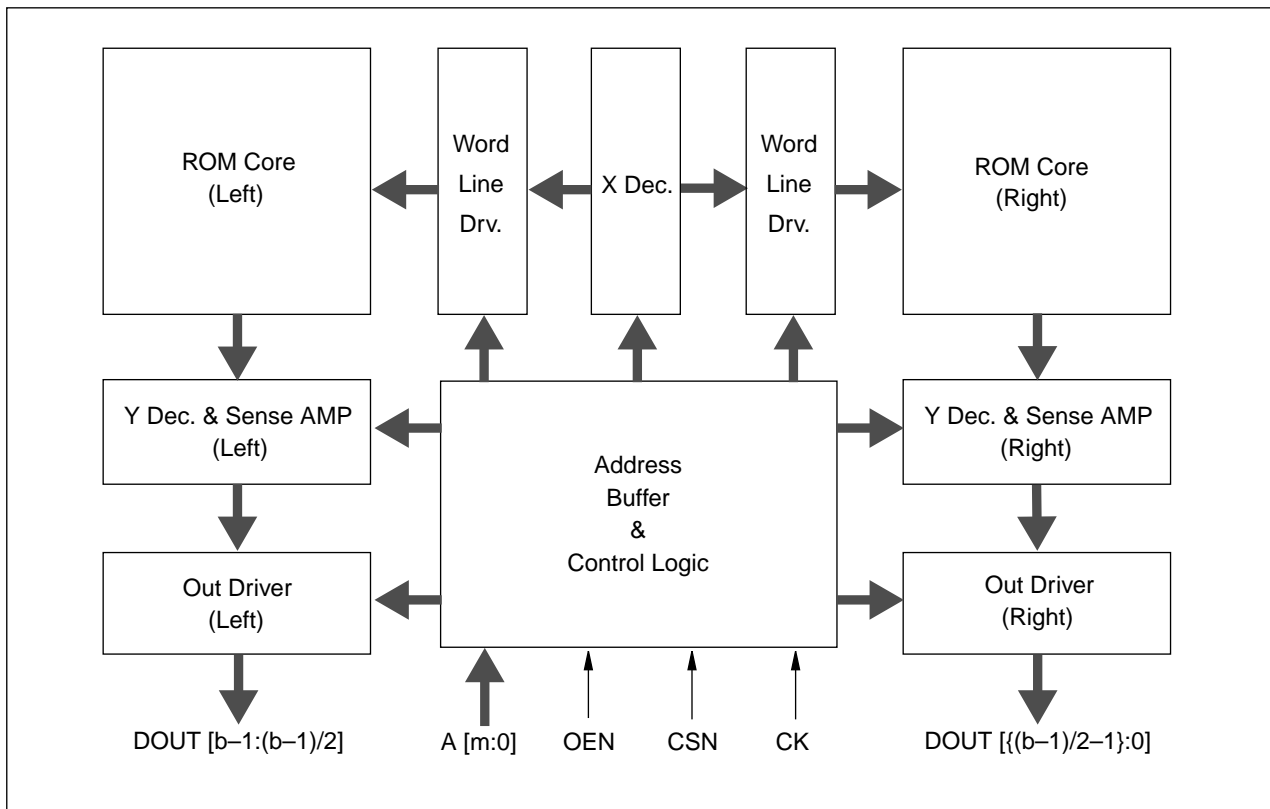 ROM Core
(Left)
Word
Line
Drv.
X Dec.
Word
Line
Drv.
ROM Core
(Right)
Y Dec. & Sense AMP
(Left)
Address
Buffer
&
Control Logic
Y Dec. & Sense AMP
(Right)
Out Driver
(Left)
Out Driver
(Right)
DOUT [b–1:(b–1)/2]
A [m:0]
OEN
CSN
CK
DOUT [{(b–1)/2–1}:0]